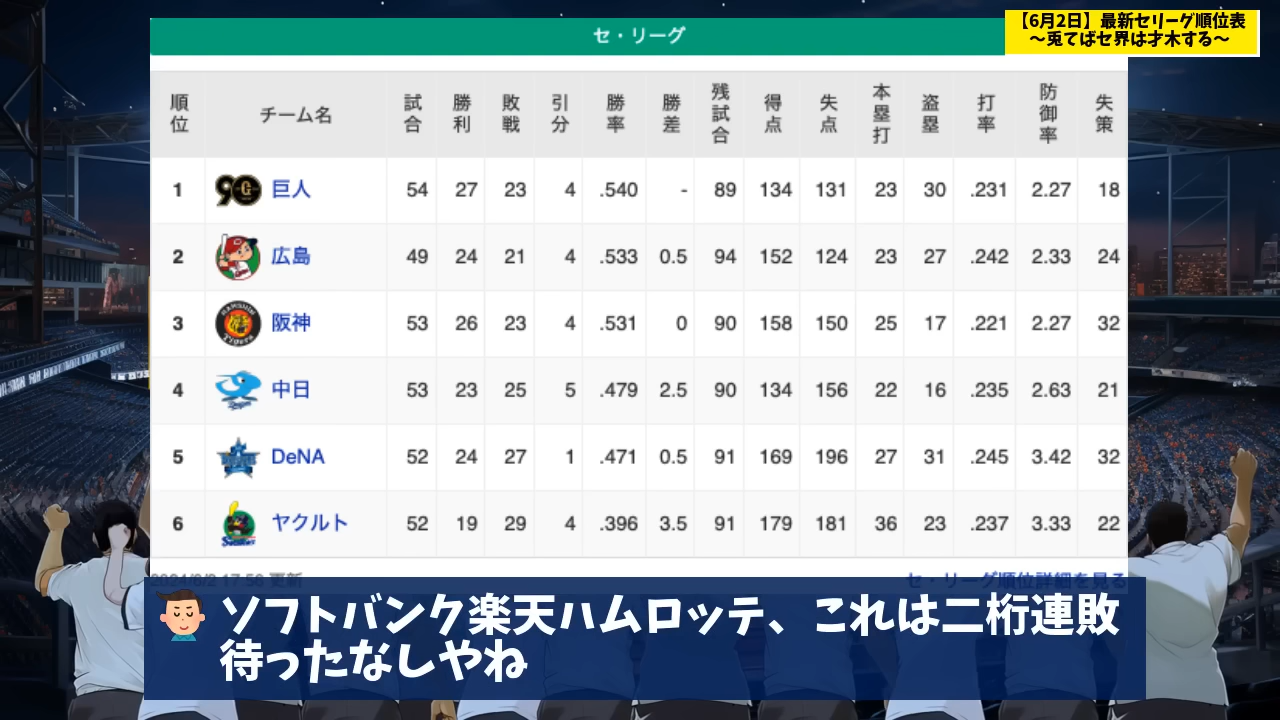 セ・リーグ
【6月2日】最新セリーグ順位表
～兎てばセ界は才木する～
順位 チーム名 試合 勝利 敗戦 引分 勝率 勝差 残試合 得点 失点 本塁打 盗塁 打率 防御率 失策
1 巨人 54 27 23 4 .540 - 89 134 131 23 30 .231 2.27 18
2 広島 49 24 21 4 .533 0.5 94 152 124 23 27 .242 2.33 24
3 阪神 53 26 23 4 .531 0 90 158 150 25 17 .221 2.27 32
4 中日 53 23 25 5 .479 2.5 90 134 156 22 16 .235 2.63 21
5 DeNA 52 24 27 1 .471 0.5 91 169 196 27 31 .245 3.42 32
6 ヤクルト 52 19 29 4 .396 3.5 91 179 181 36 23 .237 3.33 22
セ・リーグ順位詳細を見る
ソフトバンク楽天ハムロッテ、これは二桁連敗
待ったなしやね